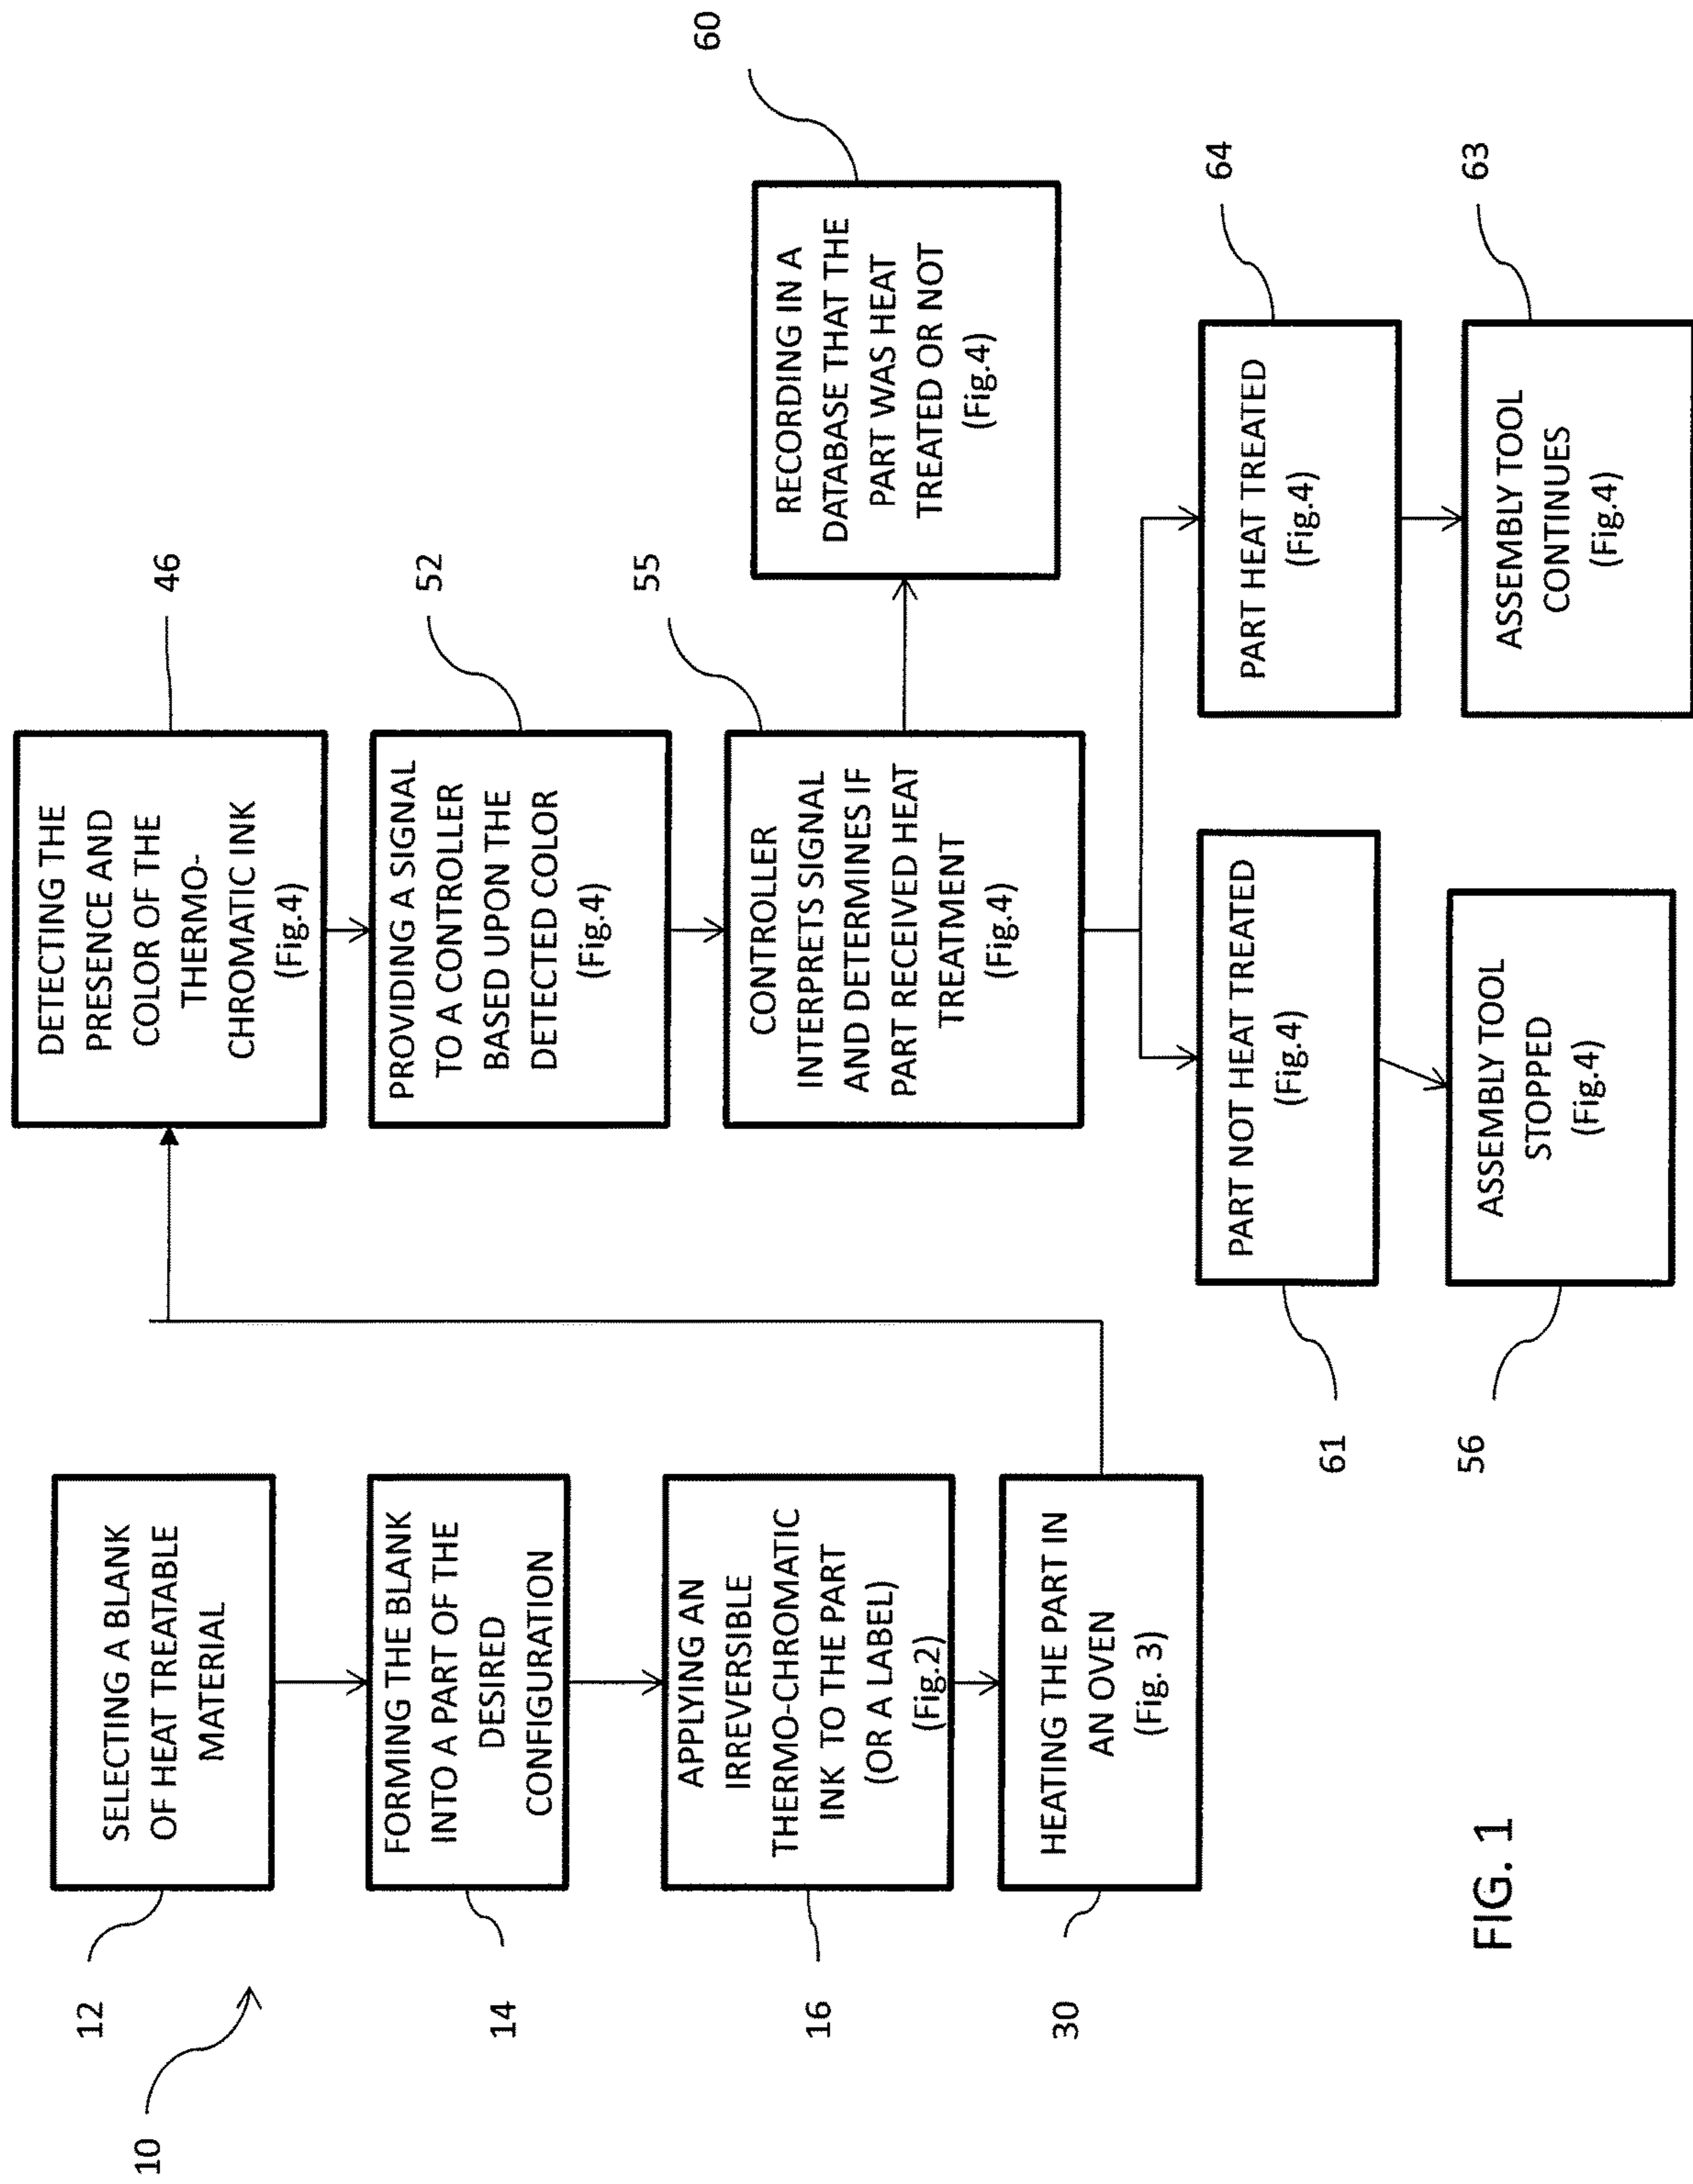 10
12
SELECTING A BLANK
OF HEAT TREATABLE
MATERIAL
14
FORMING THE BLANK
INTO A PART OF THE
DESIRED
CONFIGURATION
16
APPLYING AN
IRREVERSIBLE
THERMO-CHROMATIC
INK TO THE PART
(OR A LABEL)
(Fig.2)
30
HEATING THE PART IN
AN OVEN
(Fig. 3)
46
DETECTING THE
PRESENCE AND
COLOR OF THE
THERMO-
CHROMATIC INK
(Fig.4)
52
PROVIDING A SIGNAL
TO A CONTROLLER
BASED UPON THE
DETECTED COLOR
(Fig.4)
55
CONTROLLER
INTERPRETS SIGNAL
AND DETERMINES IF
PART RECEIVED HEAT
TREATMENT
(Fig.4)
60
RECORDING IN A
DATABASE THAT THE
PART WAS HEAT
TREATED OR NOT
(Fig.4)
61
PART NOT HEAT TREATED
(Fig.4)
56
ASSEMBLY TOOL
STOPPED
(Fig.4)
64
PART HEAT TREATED
(Fig.4)
63
ASSEMBLY TOOL
CONTINUES
(Fig.4)
FIG. 1